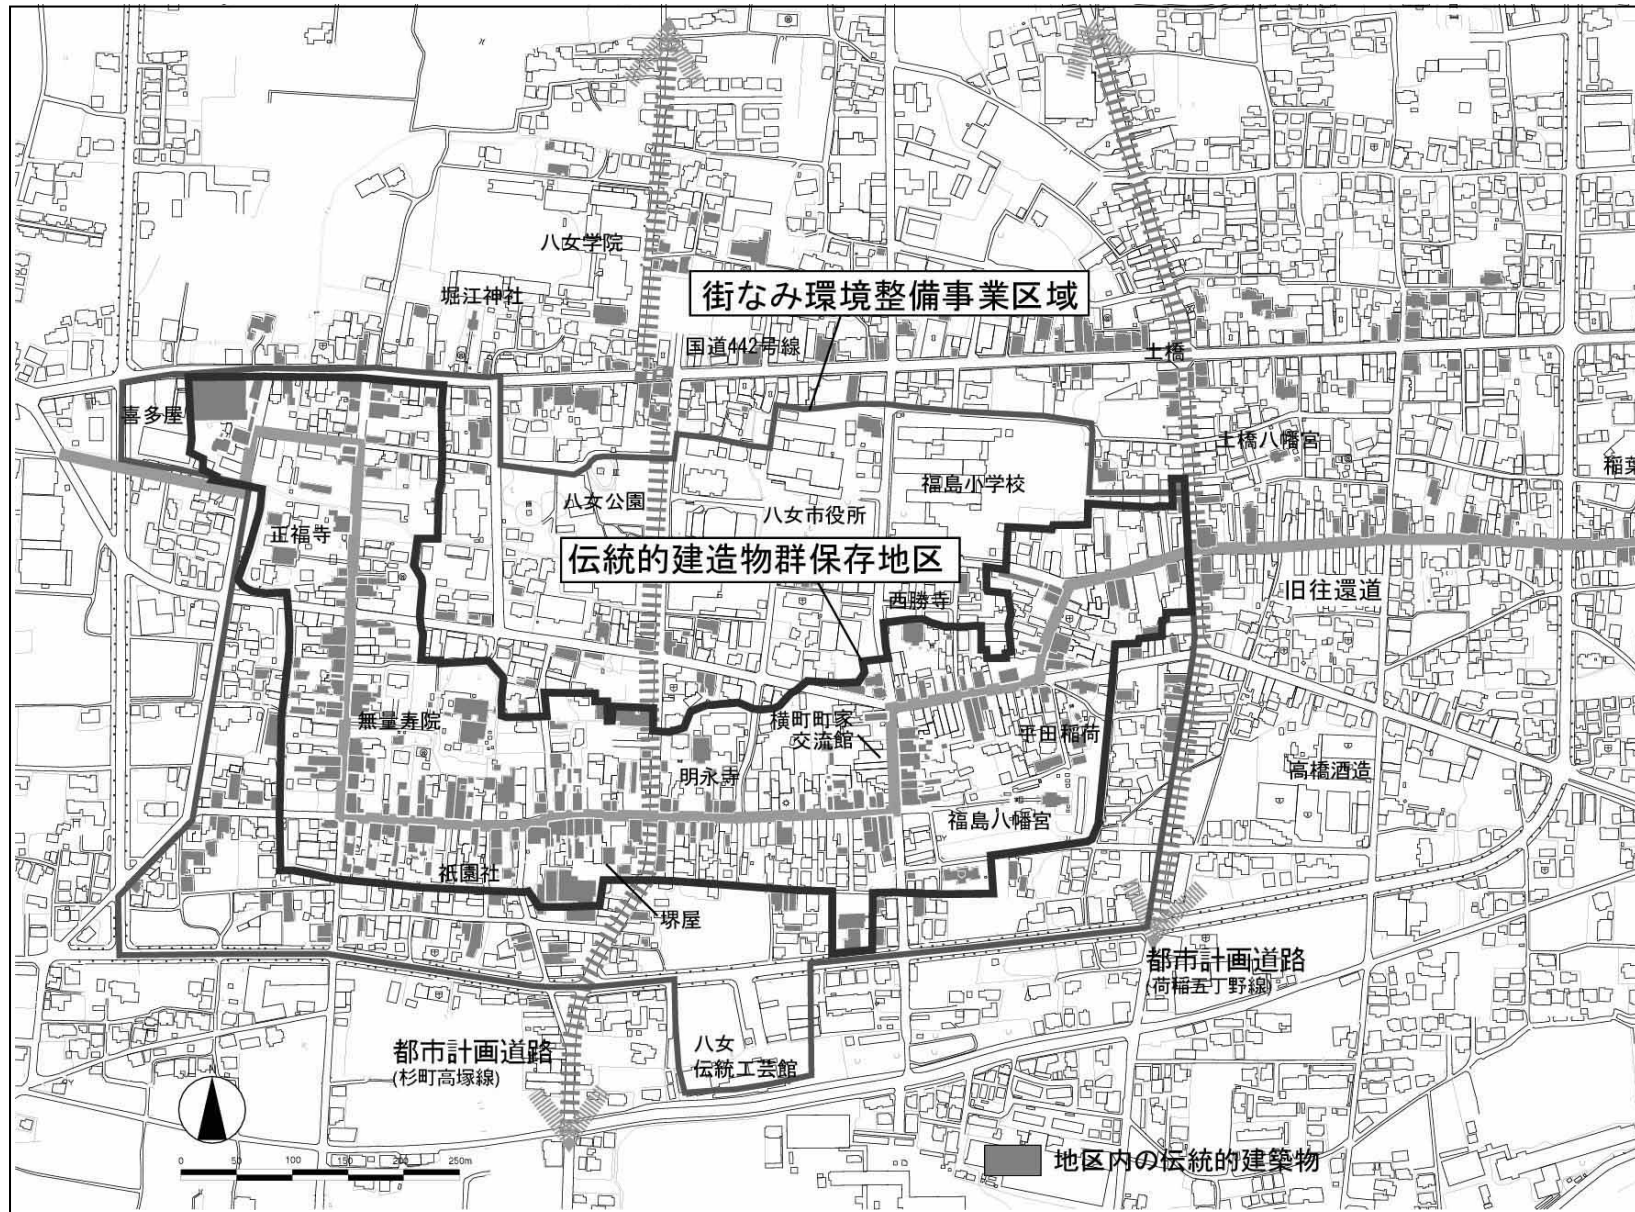 八女学院
堀江神社
街なみ環境整備事業区域
国道442号線
土橋
喜多屋
土橋八幡宮
稲葉
八女公園
福島小学校
八女市役所
正福寺
伝統的建造物群保存地区
西勝寺
旧往還道
無量寿院
横町町家
交流館
平田稲荷
明永寺
高橋酒造
福島八幡宮
祇園社
堺屋
都市計画道路
(荷稲五丁野線)
八女
伝統工芸館
都市計画道路
(杉町高塚線)
N
0 50 100 150 200 250m
地区内の伝統的建築物